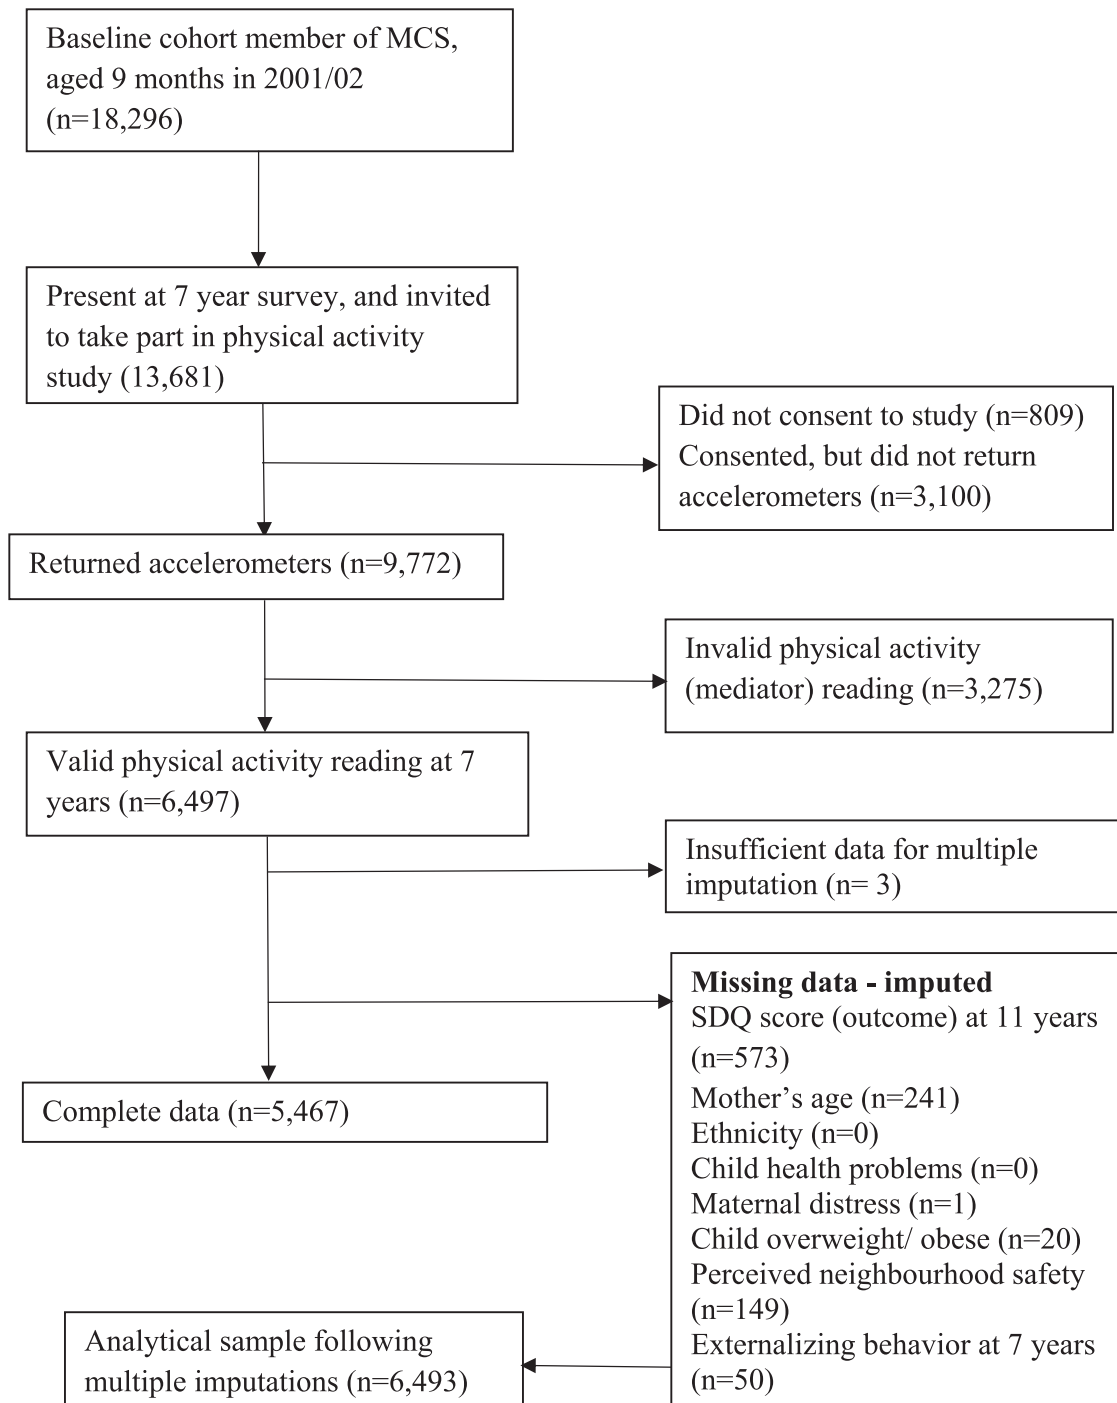 Baseline cohort member of MCS,
aged 9 months in 2001/02
(n=18,296)
Present at 7 year survey, and invited
to take part in physical activity
study (13,681)
Did not consent to study (n=809)
Consented, but did not return
accelerometers (n=3,100)
Returned accelerometers (n=9,772)
Invalid physical activity
(mediator) reading (n=3,275)
Valid physical activity reading at 7
years (n=6,497)
Insufficient data for multiple
imputation (n= 3)
Missing data - imputed
SDQ score (outcome) at 11 years
(n=573)
Mother’s age (n=241)
Ethnicity (n=0)
Child health problems (n=0)
Maternal distress (n=1)
Child overweight/ obese (n=20)
Perceived neighbourhood safety
(n=149)
Externalizing behavior at 7 years
(n=50)
Complete data (n=5,467)
Analytical sample following
multiple imputations (n=6,493)